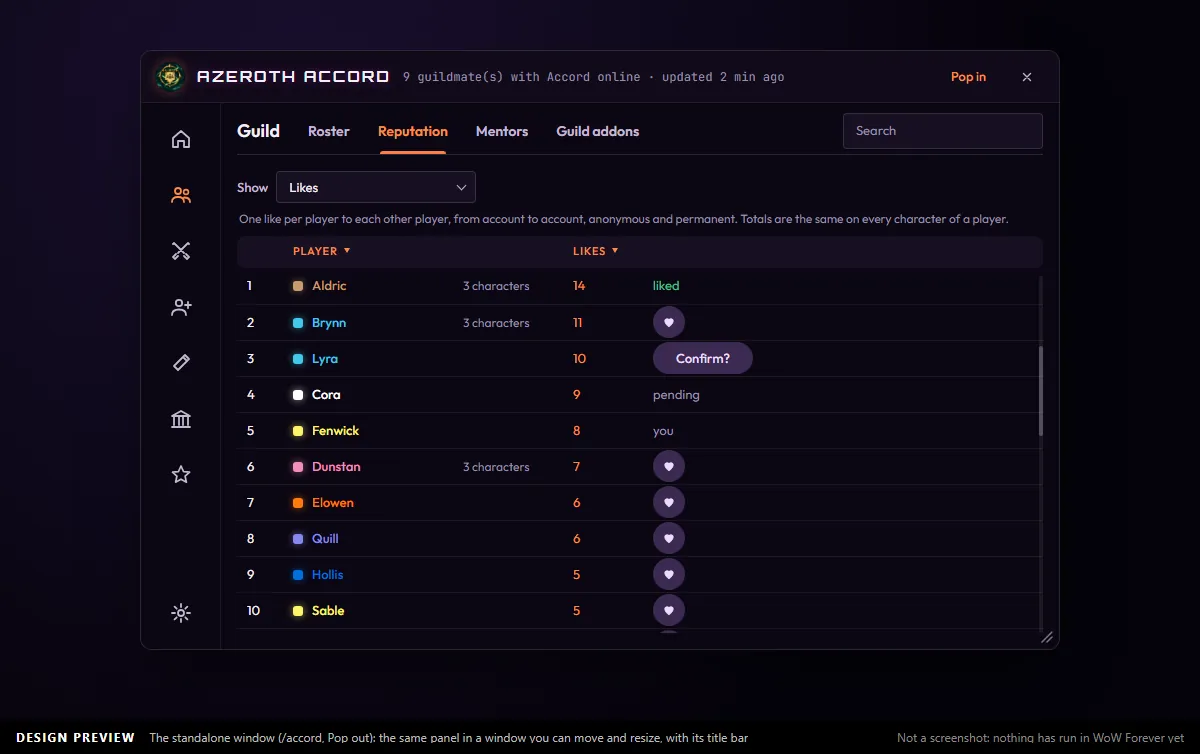 AZEROTH ACCORD 9 guildmate(s) with Accord online · updated 2 min ago Pop in
Guild Roster Reputation Mentors Guild addons Search
Show Likes
One like per player to each other player, from account to account, anonymous and permanent. Totals are the same on every character of a player.
PLAYER LIKES
1 Aldric 3 characters 14 liked
2 Brynn 3 characters 11
3 Lyra 10 Confirm?
4 Cora 9 pending
5 Fenwick 8 you
6 Dunstan 3 characters 7
7 Elowen 6
8 Quill 6
9 Hollis 5
10 Sable 5
DESIGN PREVIEW The standalone window (/accord, Pop out): the same panel in a window you can move and resize, with its title bar Not a screenshot: nothing has run in WoW Forever yet